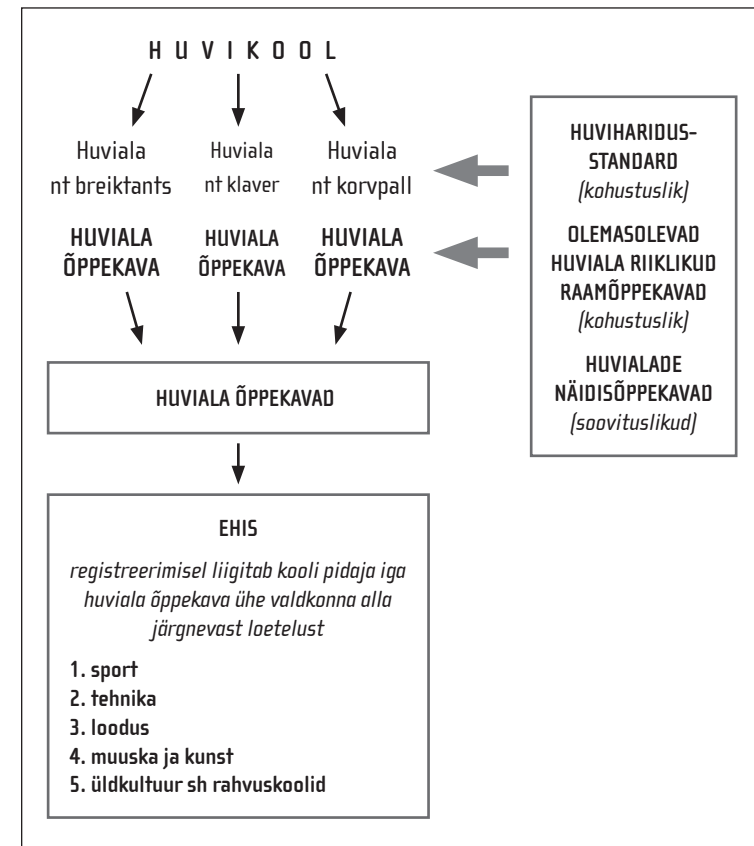 HUVIKOOL
Huviala
nt breiktants
Huviala
nt klaver
Huviala
nt korvpall
HUVIALA
ÕPPEKAVA
HUVIALA
ÕPPEKAVA
HUVIALA
ÕPPEKAVA
HUVIHARIDUS-
STANDARD
(kohustuslik)
OLEMASOLEVAD
HUVIALA RIIKLIKUD
RAAMÕPPEKAVAD
(kohustuslik)
HUVIALADE
NÄIDISÕPPEKAVAD
(soovituslikud)
HUVIALA ÕPPEKAVAD
EHIS
registreerimisel liigitab kooli pidaja iga
huviala õppekava ühe valdkonna alla
järgnevast loetelust
1. sport
2. tehnika
3. loodus
4. muuska ja kunst
5. üldkultuur sh rahvuskoolid